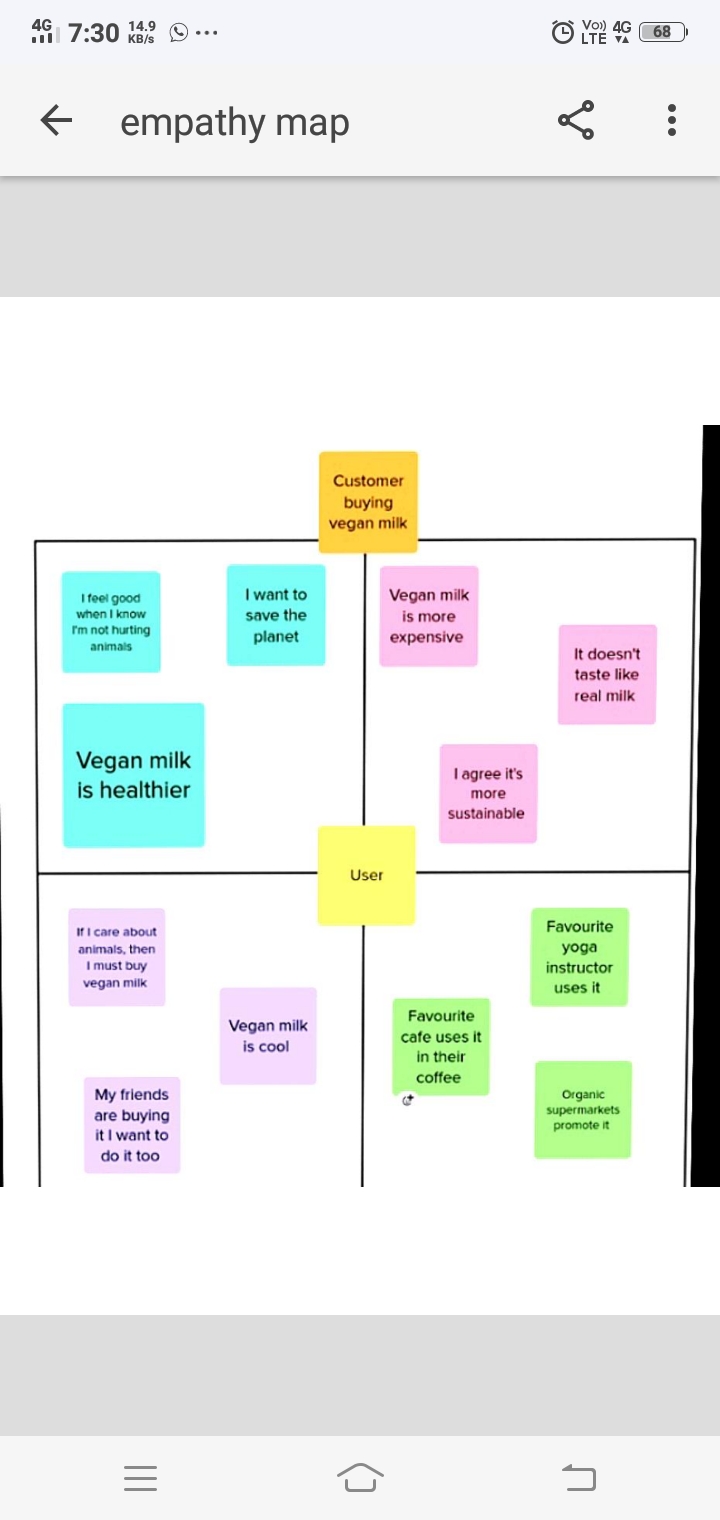 4G 7:30 14.9 KB/s ... Vo)) LTE 4G 68
empathy map
Customer
buying
vegan milk
I feel good
when I know
I'm not hurting
animals
I want to
save the
planet
Vegan milk
is healthier
Vegan milk
is more
expensive
It doesn't
taste like
real milk
I agree it's
more
sustainable
User
If I care about
animals, then
I must buy
vegan milk
Vegan milk
is cool
My friends
are buying
it I want to
do it too
Favourite
yoga
instructor
uses it
Favourite
cafe uses it
in their
coffee
Organic
supermarkets
promote it